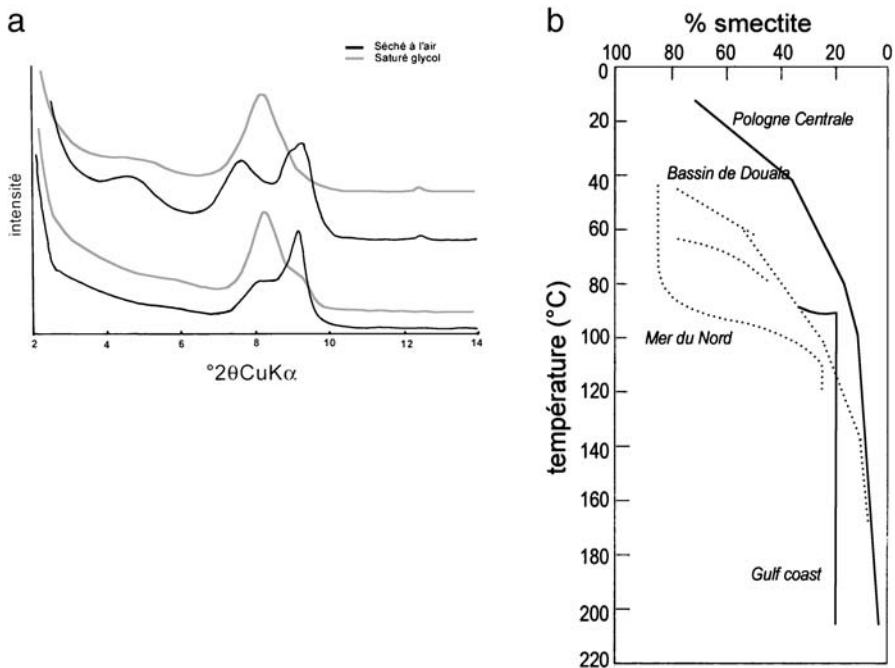 a
Séché à l'air
Saturé glycol
intensité
2 4 6 8 10 12 14
°2θCuKα
b
% smectite
100 80 60 40 20 0
0
20
40
60
80
100
120
140
160
180
200
220
température (°C)
Pologne Centrale
Bassin de Douala
Mer du Nord
Gulf coast